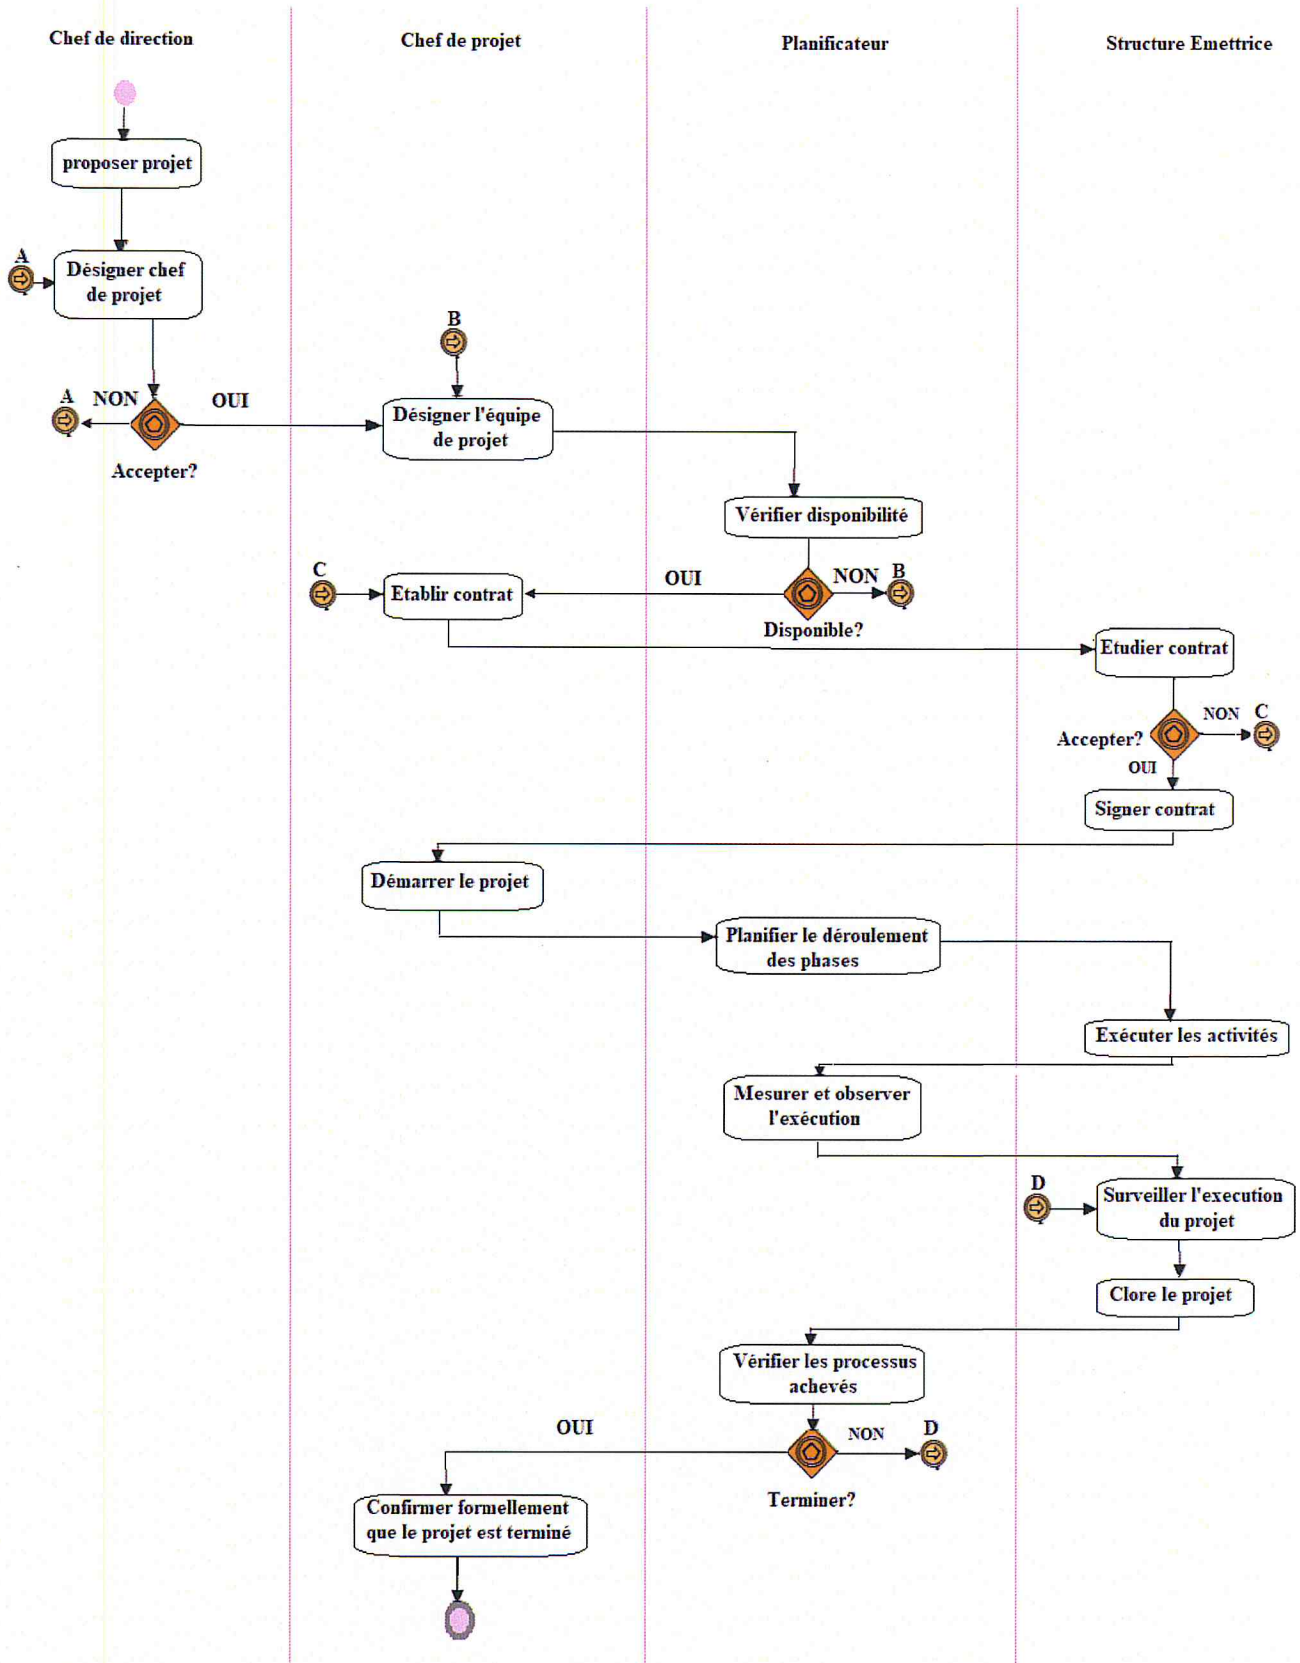 Chef de direction
Chef de projet
Planificateur
Structure Emettrice
proposer projet
A
Désigner chef
de projet
B
A
NON
OUI
Accepter?
Désigner l'équipe
de projet
Vérifier disponibilité
C
Etablir contrat
OUI
NON
B
Disponible?
Etudier contrat
Accepter?
NON
C
OUI
Signer contrat
Démarrer le projet
Planifier le déroulement
des phases
Exécuter les activités
Mesurer et observer
l'exécution
D
Surveiller l'execution
du projet
Clore le projet
Vérifier les processus
achevés
OUI
NON
D
Terminer?
Confirmer formellement
que le projet est terminé